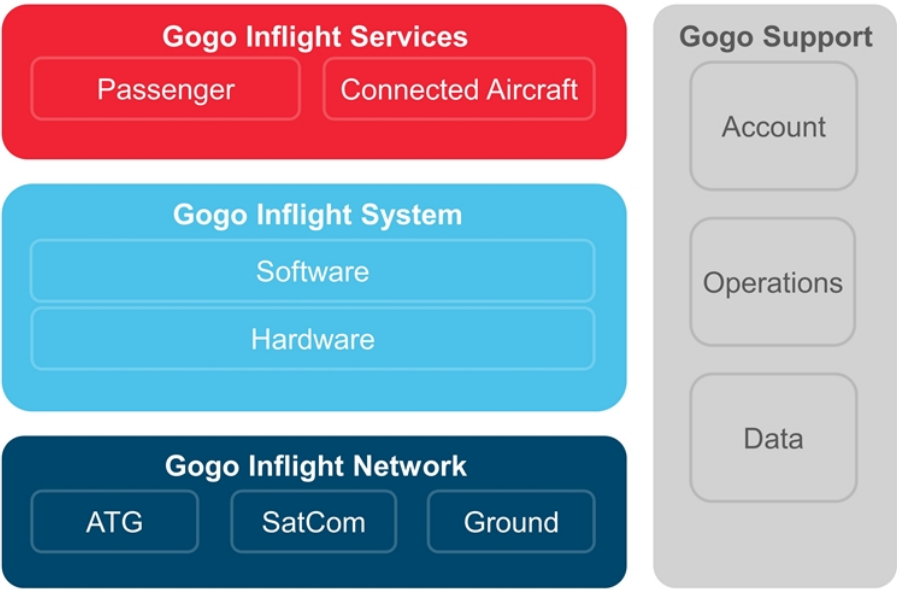 Gogo Inflight Services
Passenger
Connected Aircraft
Gogo Inflight System
Software
Hardware
Gogo Inflight Network
ATG
SatCom
Ground
Gogo Support
Account
Operations
Data